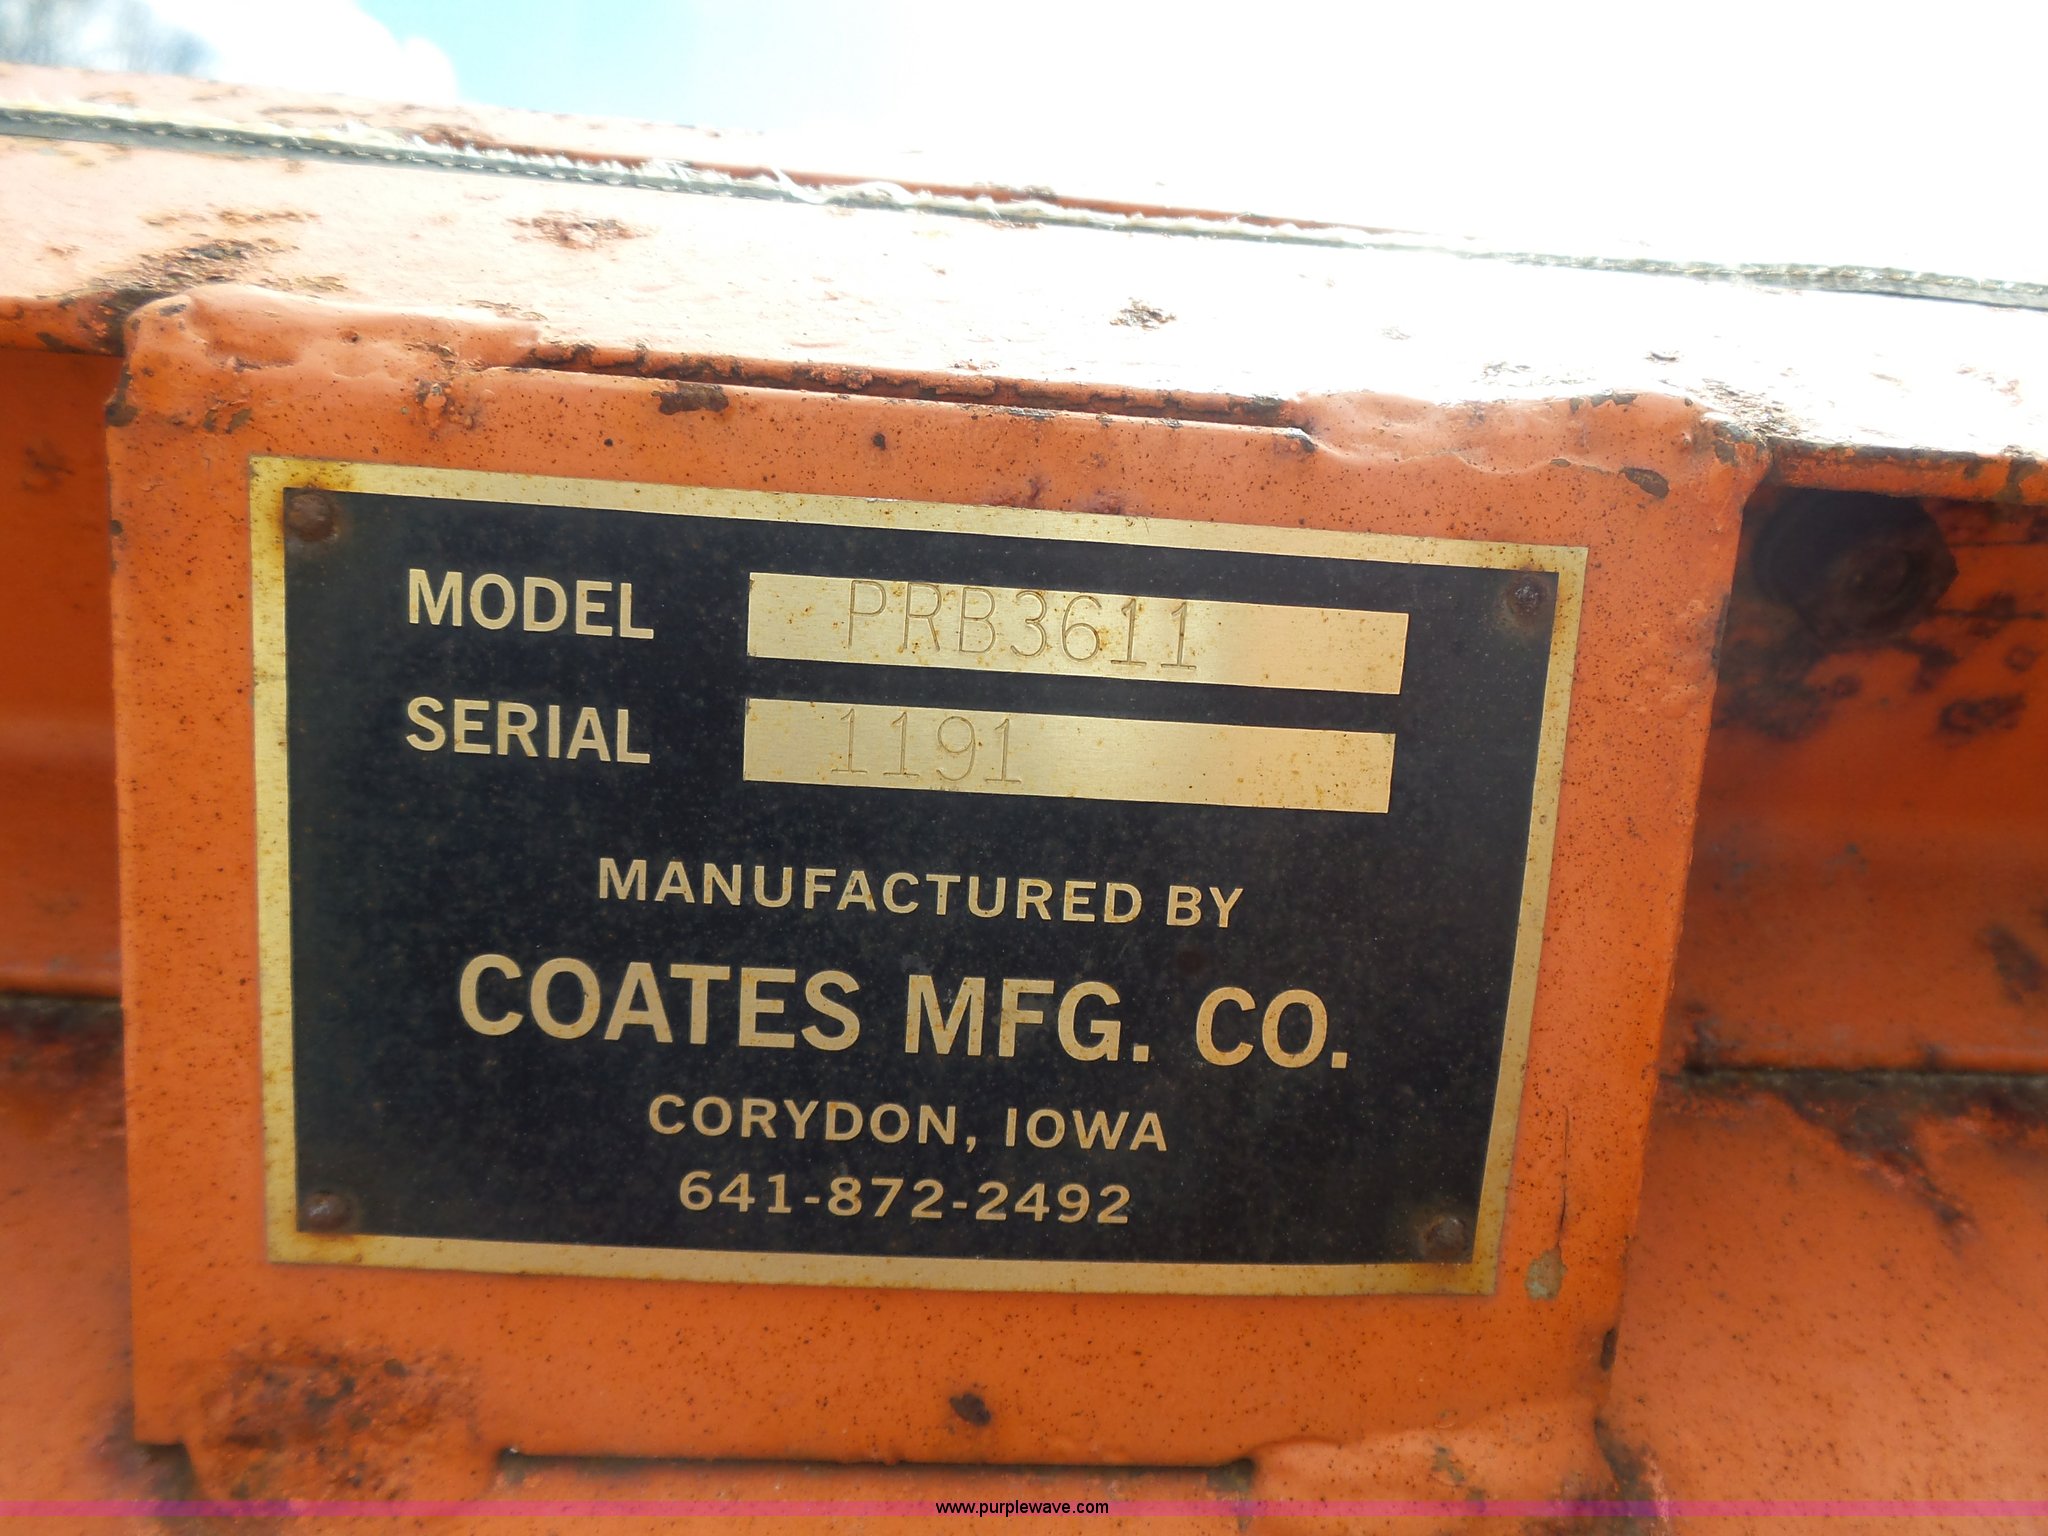 MODEL PRB3611
SERIAL 1191
MANUFACTURED BY
COATES MFG. CO.
CORYDON, IOWA
641-872-2492
www.purplewave.com